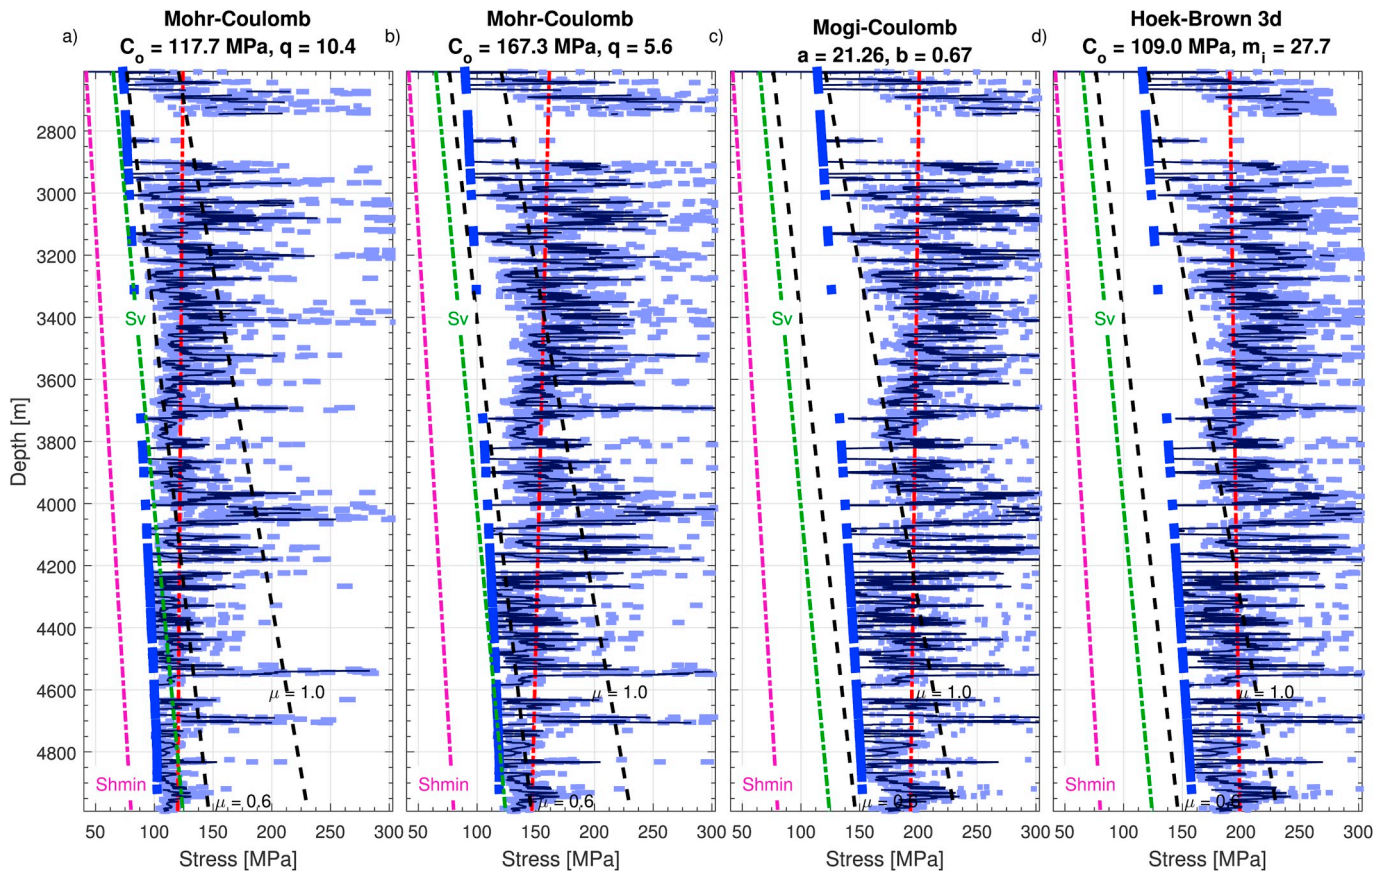 a)
Mohr-Coulomb
C_o = 117.7 MPa, q = 10.4
b)
Mohr-Coulomb
C_o = 167.3 MPa, q = 5.6
c)
Mogi-Coulomb
a = 21.26, b = 0.67
d)
Hoek-Brown 3d
C_o = 109.0 MPa, m_i = 27.7
Depth [m]
2800
3000
3200
3400
3600
3800
4000
4200
4400
4600
4800
Sv
μ = 1.0
Shmin
μ = 0.6
50 100 150 200 250 300
Stress [MPa]
Sv
μ = 1.0
Shmin
μ = 0.6
50 100 150 200 250 300
Stress [MPa]
Sv
μ = 1.0
Shmin
50 100 150 200 250 300
Stress [MPa]
Sv
μ = 1.0
Shmin
50 100 150 200 250 300
Stress [MPa]